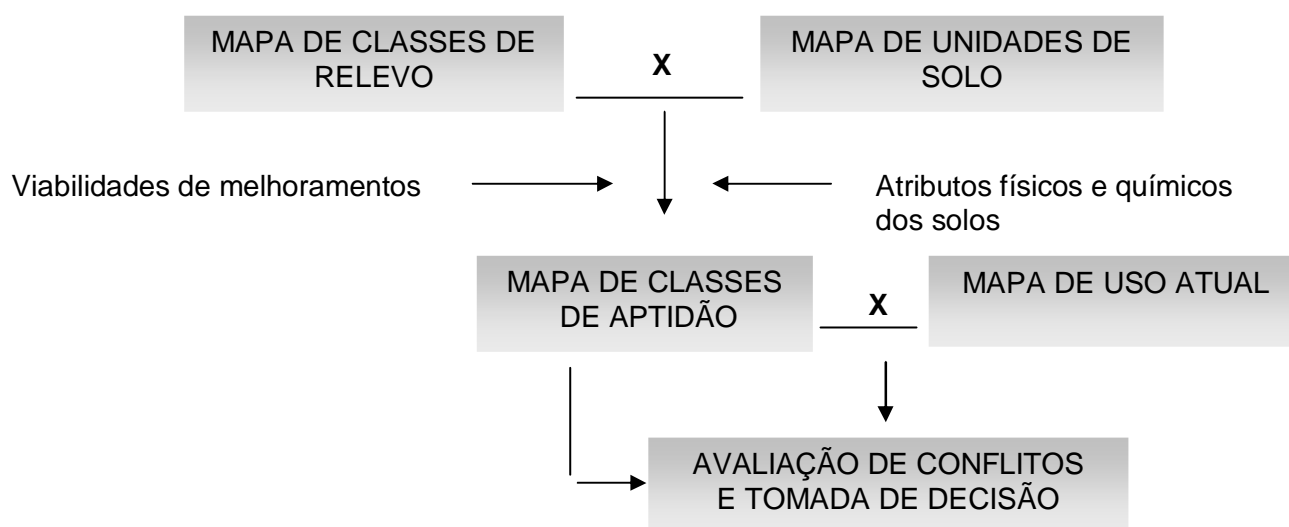 MAPA DE CLASSES DE
RELEVO
X
MAPA DE UNIDADES DE
SOLO
Viabilidades de melhoramentos
Atributos físicos e químicos
dos solos
MAPA DE CLASSES
DE APTIDÃO
X
MAPA DE USO ATUAL
AVALIAÇÃO DE CONFLITOS
E TOMADA DE DECISÃO